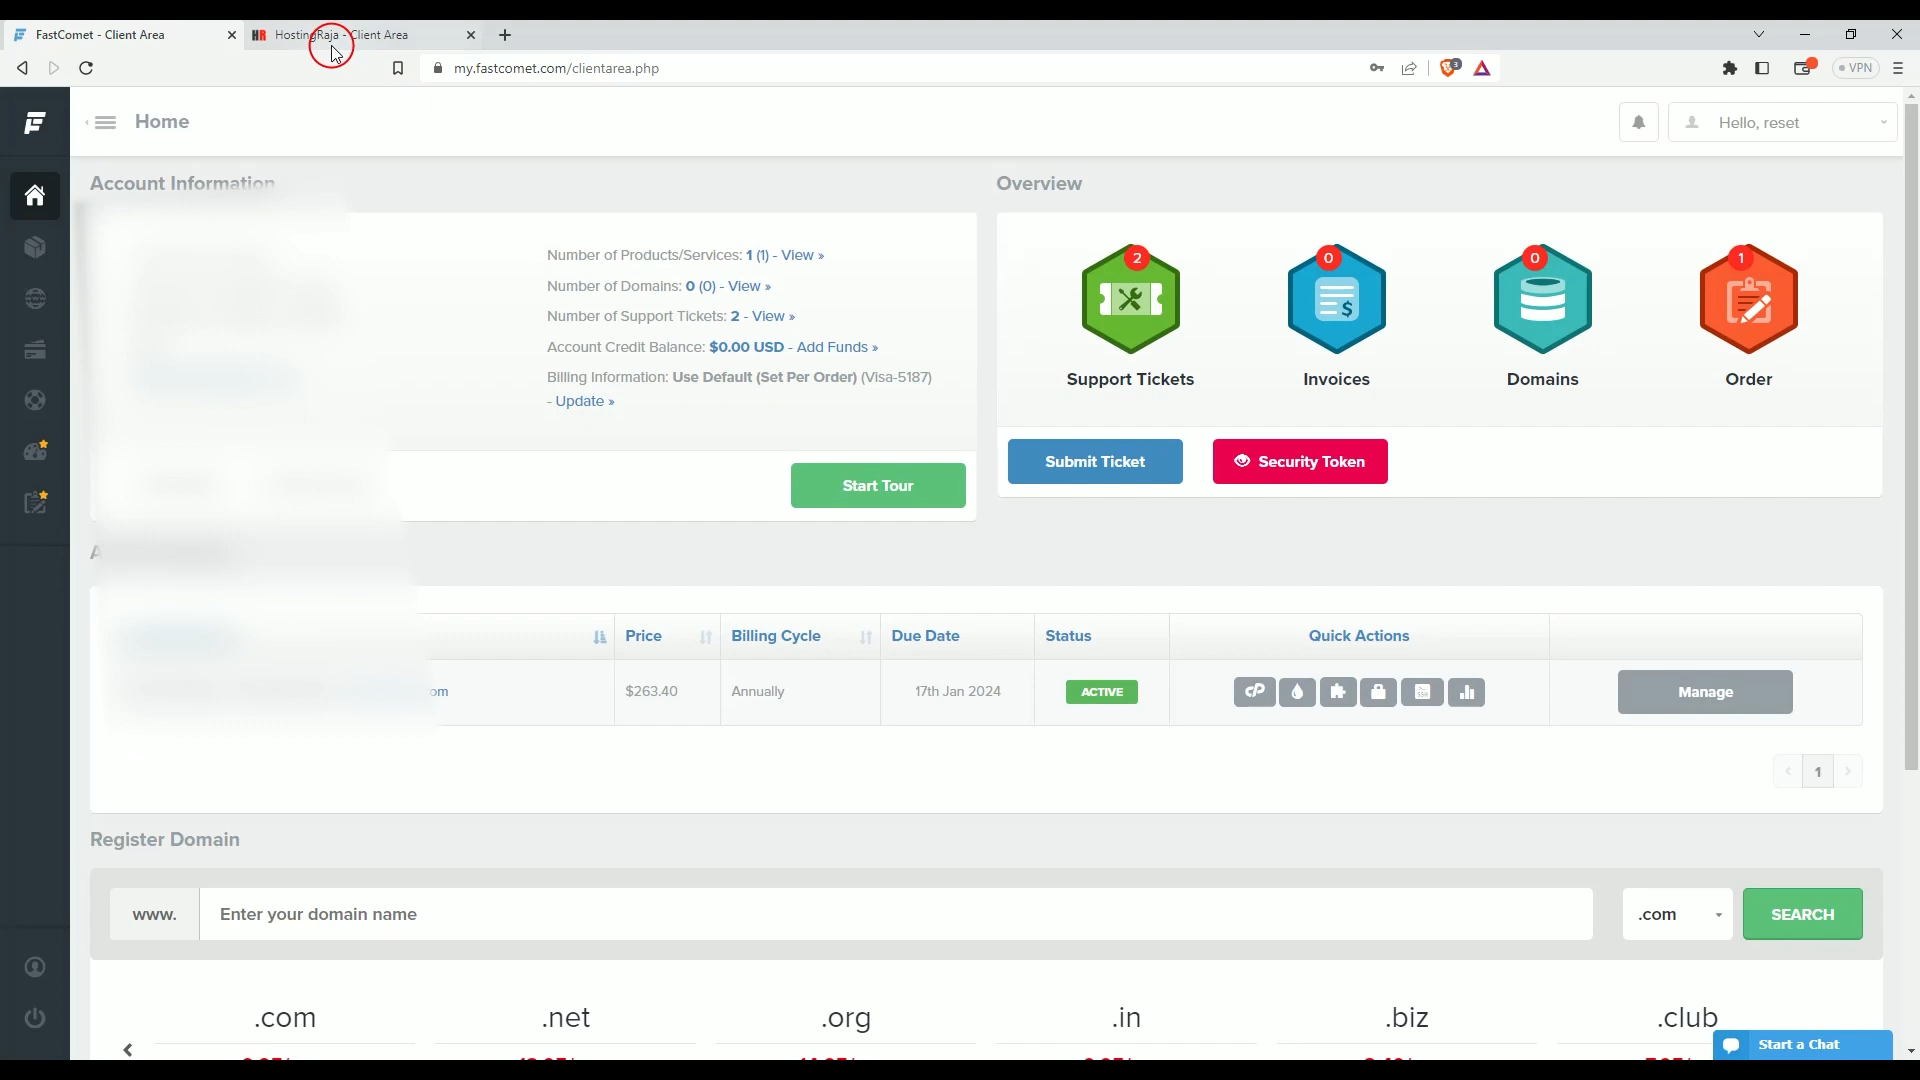 FastComet - Client Area
HostingRaja - Client Area
my.fastcomet.com/clientarea.php
3
VPN
Home
Hello, reset
Account Information
Overview
Number of Products/Services: 1 (1) - View »
Number of Domains: 0 (0) - View »
Number of Support Tickets: 2 - View »
Account Credit Balance: $0.00 USD - Add Funds »
Billing Information: Use Default (Set Per Order) (Visa-5187)
- Update »
2
0
0
1
Support Tickets
Invoices
Domains
Order
Start Tour
Submit Ticket
Security Token
Price
Billing Cycle
Due Date
Status
Quick Actions
om
$263.40
Annually
17th Jan 2024
ACTIVE
cP
SSH
Manage
1
Register Domain
www.
Enter your domain name
.com
SEARCH
.com
.net
.org
.in
.biz
.club
Start a Chat